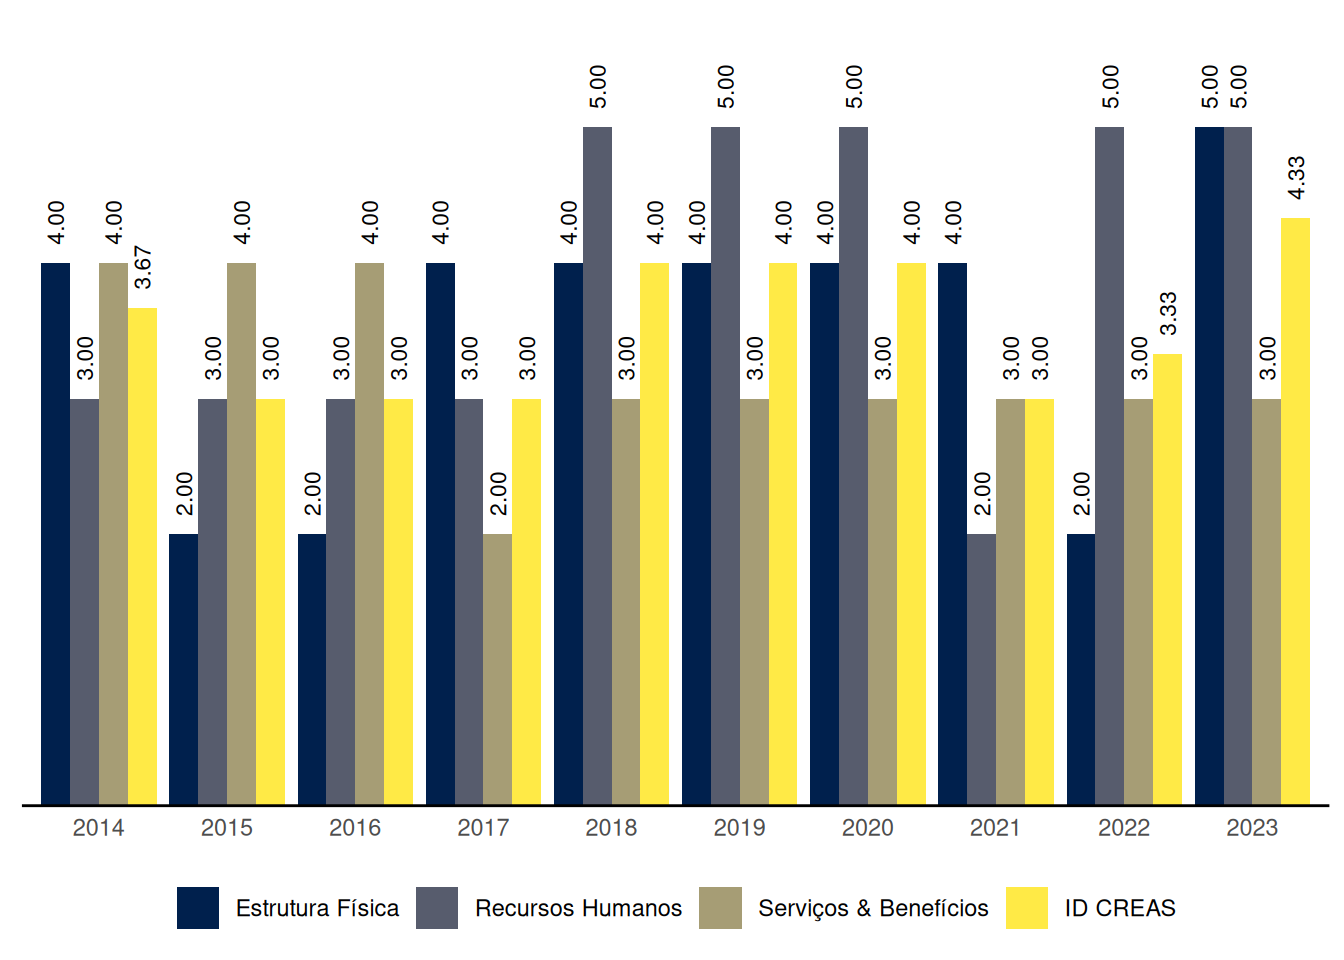 5.00 5.00 5.00 5.00 5.00 5.00
4.33
4.00 4.00 4.00 4.00 4.00 4.00 4.00 4.00 4.00 4.00 4.00 4.00
3.67
3.33
3.00 3.00 3.00 3.00 3.00 3.00 3.00 3.00 3.00 3.00 3.00 3.00 3.00 3.00
2.00 2.00 2.00 2.00 2.00
2014 2015 2016 2017 2018 2019 2020 2021 2022 2023
Estrutura Física Recursos Humanos Serviços & Benefícios ID CREAS